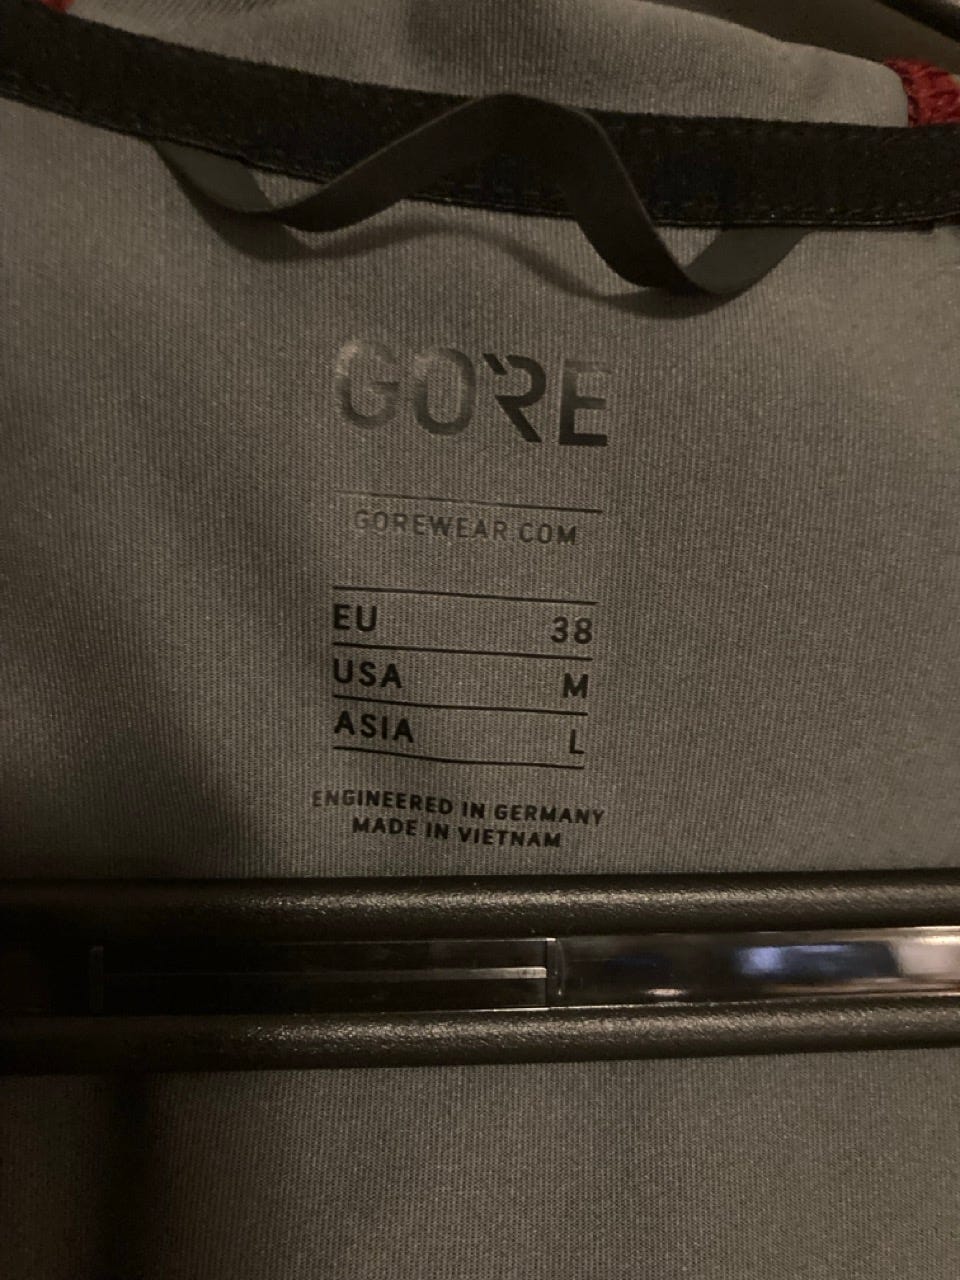 GORE
GOREWEAR.COM
EU 38
USA M
ASIA L
ENGINEERED IN GERMANY
MADE IN VIETNAM